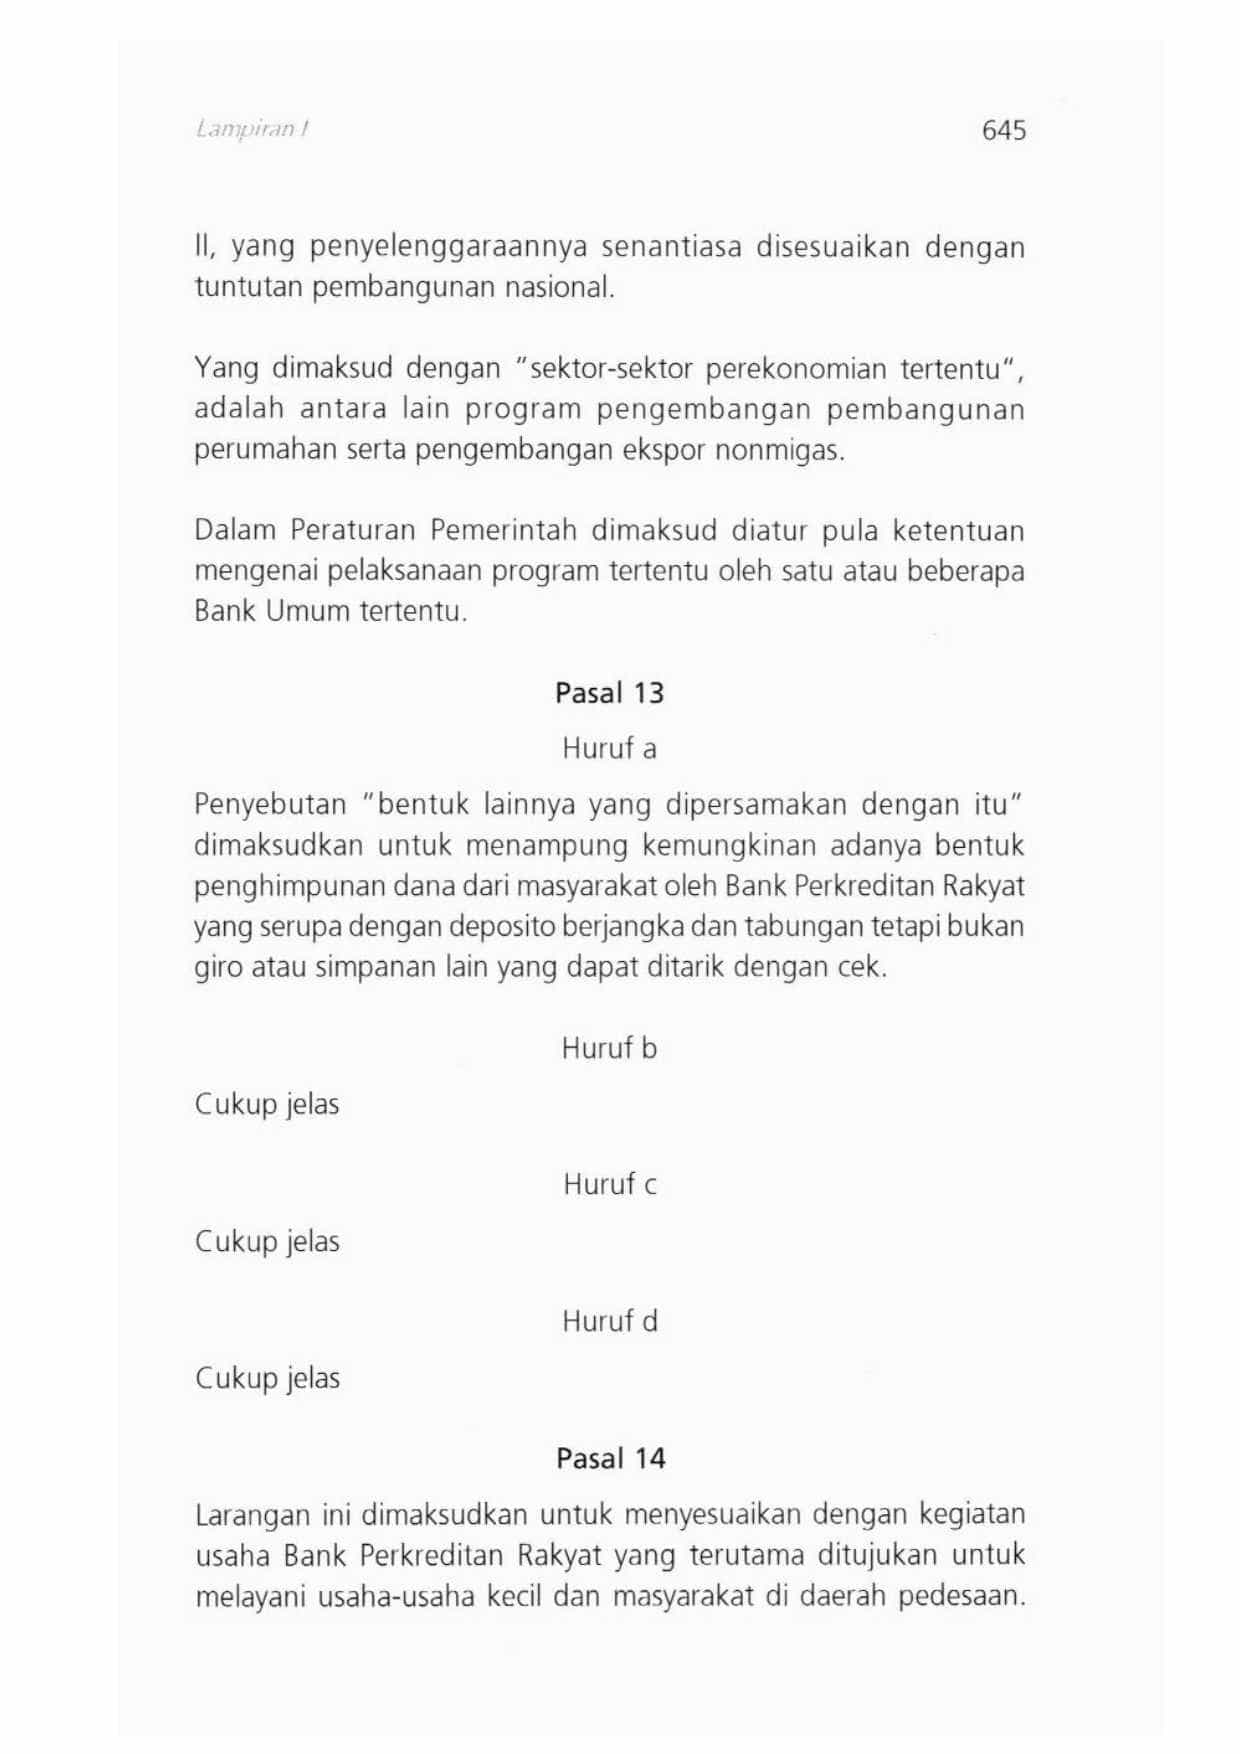 Lampiran I 645
II, yang penyelenggaraannya senantiasa disesuaikan dengan
tuntutan pembangunan nasional.
Yang dimaksud dengan "sektor-sektor perekonomian tertentu",
adalah antara lain program pengembangan pembangunan
perumahan serta pengembangan ekspor nonmigas.
Dalam Peraturan Pemerintah dimaksud diatur pula ketentuan
mengenai pelaksanaan program tertentu oleh satu atau beberapa
Bank Umum tertentu.
Pasal 13
Huruf a
Penyebutan "bentuk lainnya yang dipersamakan dengan itu"
dimaksudkan untuk menampung kemungkinan adanya bentuk
penghimpunan dana dari masyarakat oleh Bank Perkreditan Rakyat
yang serupa dengan deposito berjangka dan tabungan tetapi bukan
giro atau simpanan lain yang dapat ditarik dengan cek.
Huruf b
Cukup jelas
Huruf c
Cukup jelas
Huruf d
Cukup jelas
Pasal 14
Larangan ini dimaksudkan untuk menyesuaikan dengan kegiatan
usaha Bank Perkreditan Rakyat yang terutama ditujukan untuk
melayani usaha-usaha kecil dan masyarakat di daerah pedesaan.